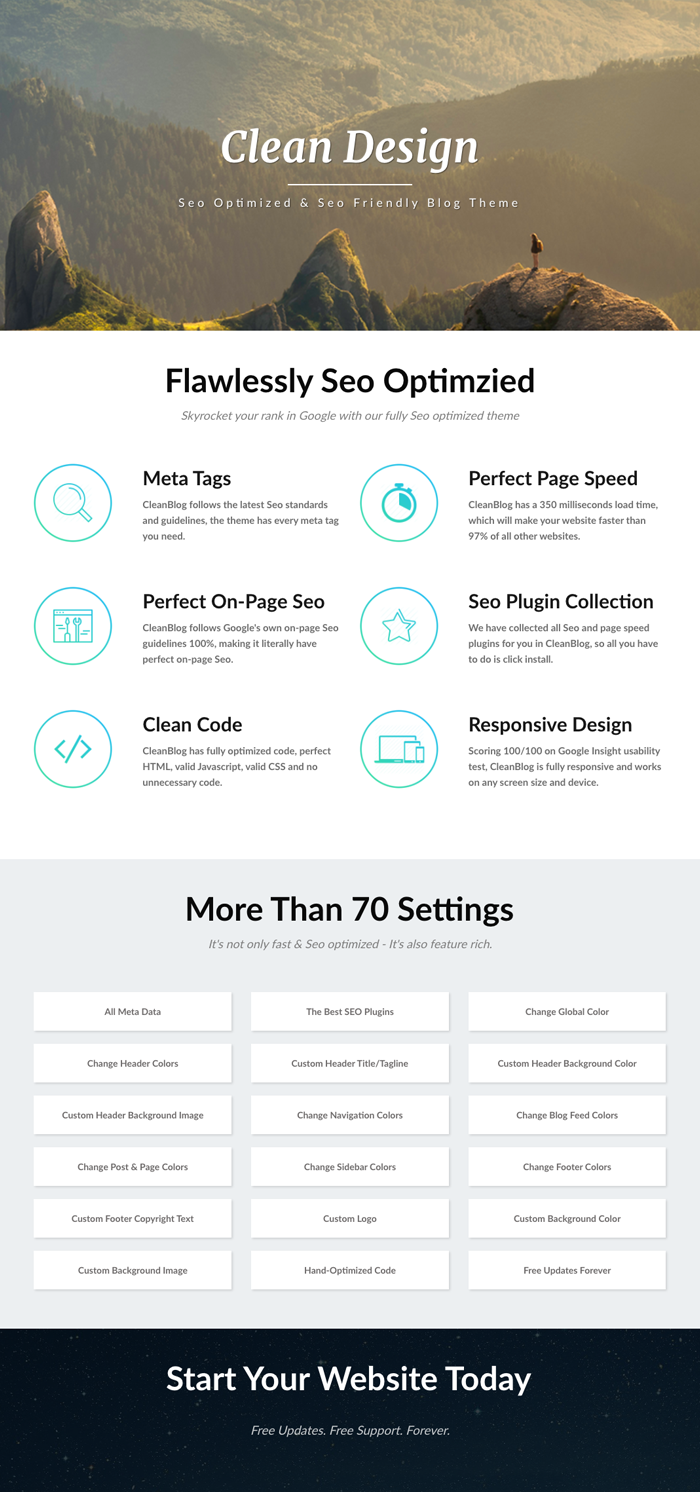 Clean Design
Seo Optimized & Seo Friendly Blog Theme
Flawlessly Seo Optimzied
Skyrocket your rank in Google with our fully Seo optimized theme
Meta Tags
CleanBlog follows the latest Seo standards
and guidelines, the theme has every meta tag
you need.
Perfect Page Speed
CleanBlog has a 350 milliseconds load time,
which will make your website faster than
97% of all other websites.
Perfect On-Page Seo
CleanBlog follows Google's own on-page Seo
guidelines 100%, making it literally have
perfect on-page Seo.
Seo Plugin Collection
We have collected all Seo and page speed
plugins for you in CleanBlog, so all you have
to do is click install.
Clean Code
CleanBlog has fully optimized code, perfect
HTML, valid Javascript, valid CSS and no
unnecessary code.
Responsive Design
Scoring 100/100 on Google Insight usability
test, CleanBlog is fully responsive and works
on any screen size and device.
More Than 70 Settings
It's not only fast & Seo optimized - It's also feature rich.
All Meta Data
The Best SEO Plugins
Change Global Color
Change Header Colors
Custom Header Title/Tagline
Custom Header Background Color
Custom Header Background Image
Change Navigation Colors
Change Blog Feed Colors
Change Post & Page Colors
Change Sidebar Colors
Change Footer Colors
Custom Footer Copyright Text
Custom Logo
Custom Background Color
Custom Background Image
Hand-Optimized Code
Free Updates Forever
Start Your Website Today
Free Updates. Free Support. Forever.